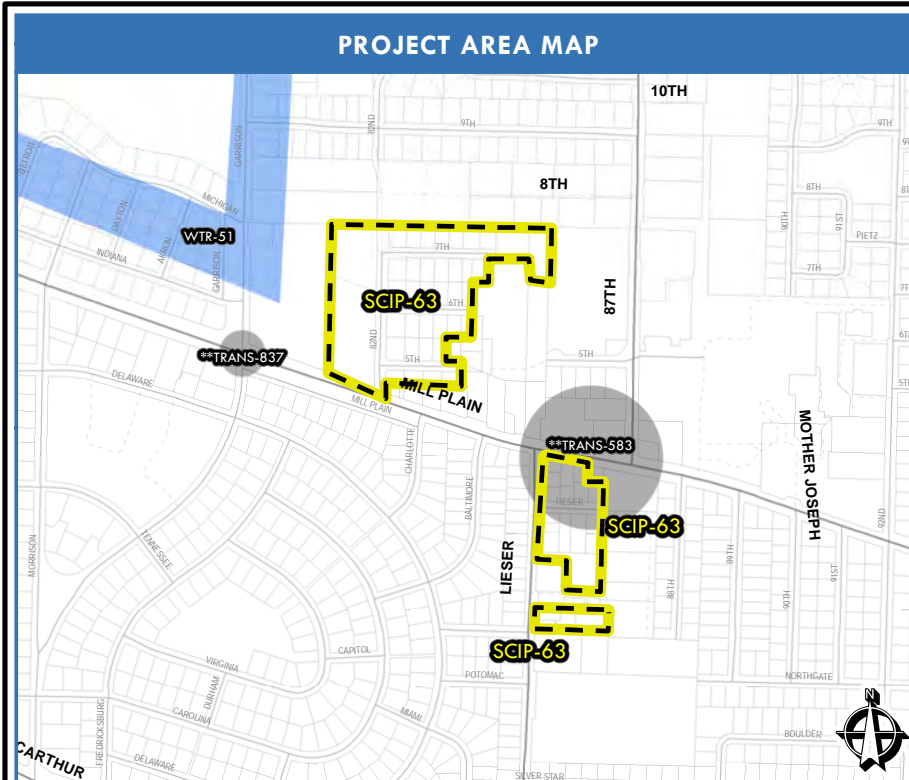 PROJECT AREA MAP
10TH
82ND
9TH
9TH
GARRISON
DETROIT
8TH
8TH
MICHIGAN
DAYTON
90TH
91ST
WTR-51
AKRON
PIETZ
INDIANA
7TH
GARRISON
7TH
87TH
SCIP-63
6TH
82ND
**TRANS-837
5TH
5TH
DELAWARE
MILL PLAIN
MILL PLAIN
CHARLOTTE
**TRANS-583
MOTHER JOSEPH
BALTIMORE
LIESER
92ND
SCIP-63
TENNESSEE
MORRISON
LIESER
89TH
88TH
90TH
91ST
SCIP-63
CAPITOL
VIRGINIA
POTOMAC
NORTHGATE
DURHAM
MIAMI
CAROLINA
N
FREDRICKSBURG
BOULDER
CARTHUR
DELAWARE
SILVER STAR